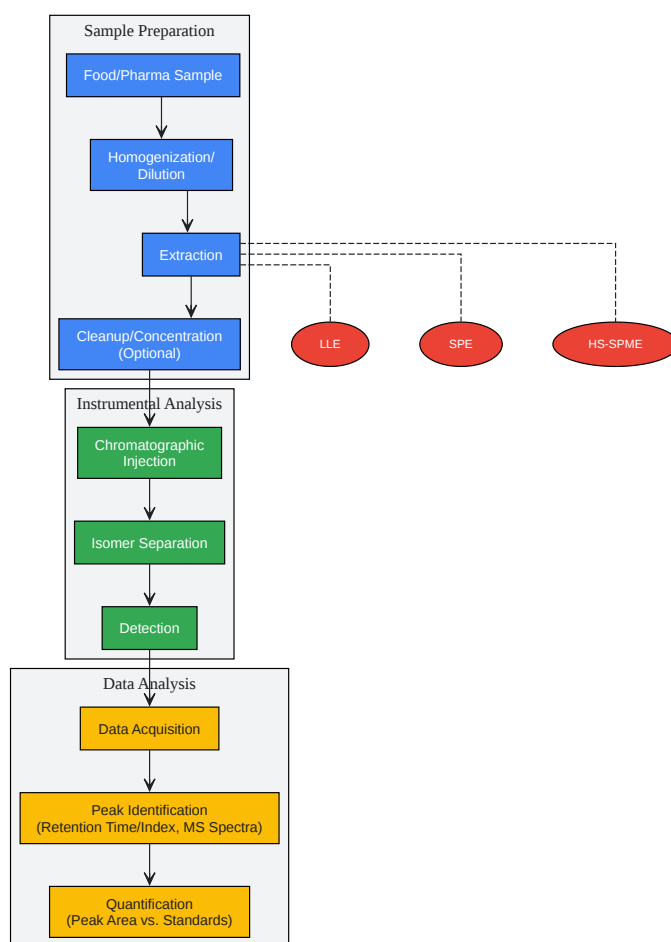 Sample Preparation
Food/Pharma Sample
Homogenization/
Dilution
Extraction
Cleanup/Concentration
(Optional)
LLE
SPE
HS-SPME
Instrumental Analysis
Chromatographic
Injection
Isomer Separation
Detection
Data Analysis
Data Acquisition
Peak Identification
(Retention Time/Index, MS Spectra)
Quantification
(Peak Area vs. Standards)